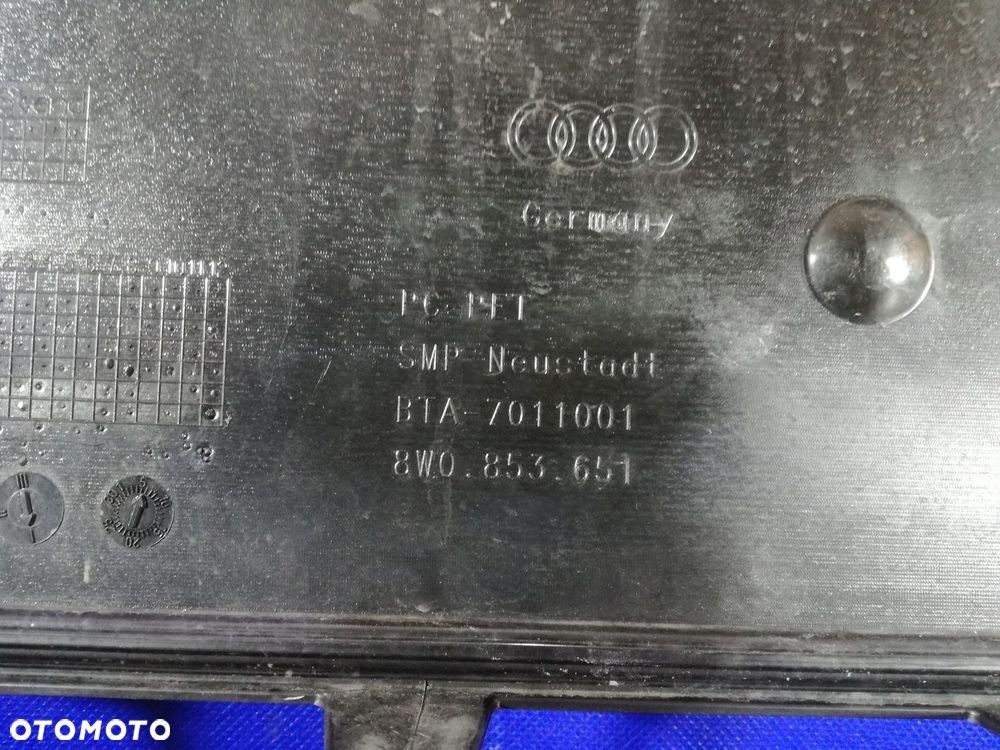 Germany
PC PET
SMP Neustadt
BTA-7011001
8W0.853.651
OTOMOTO